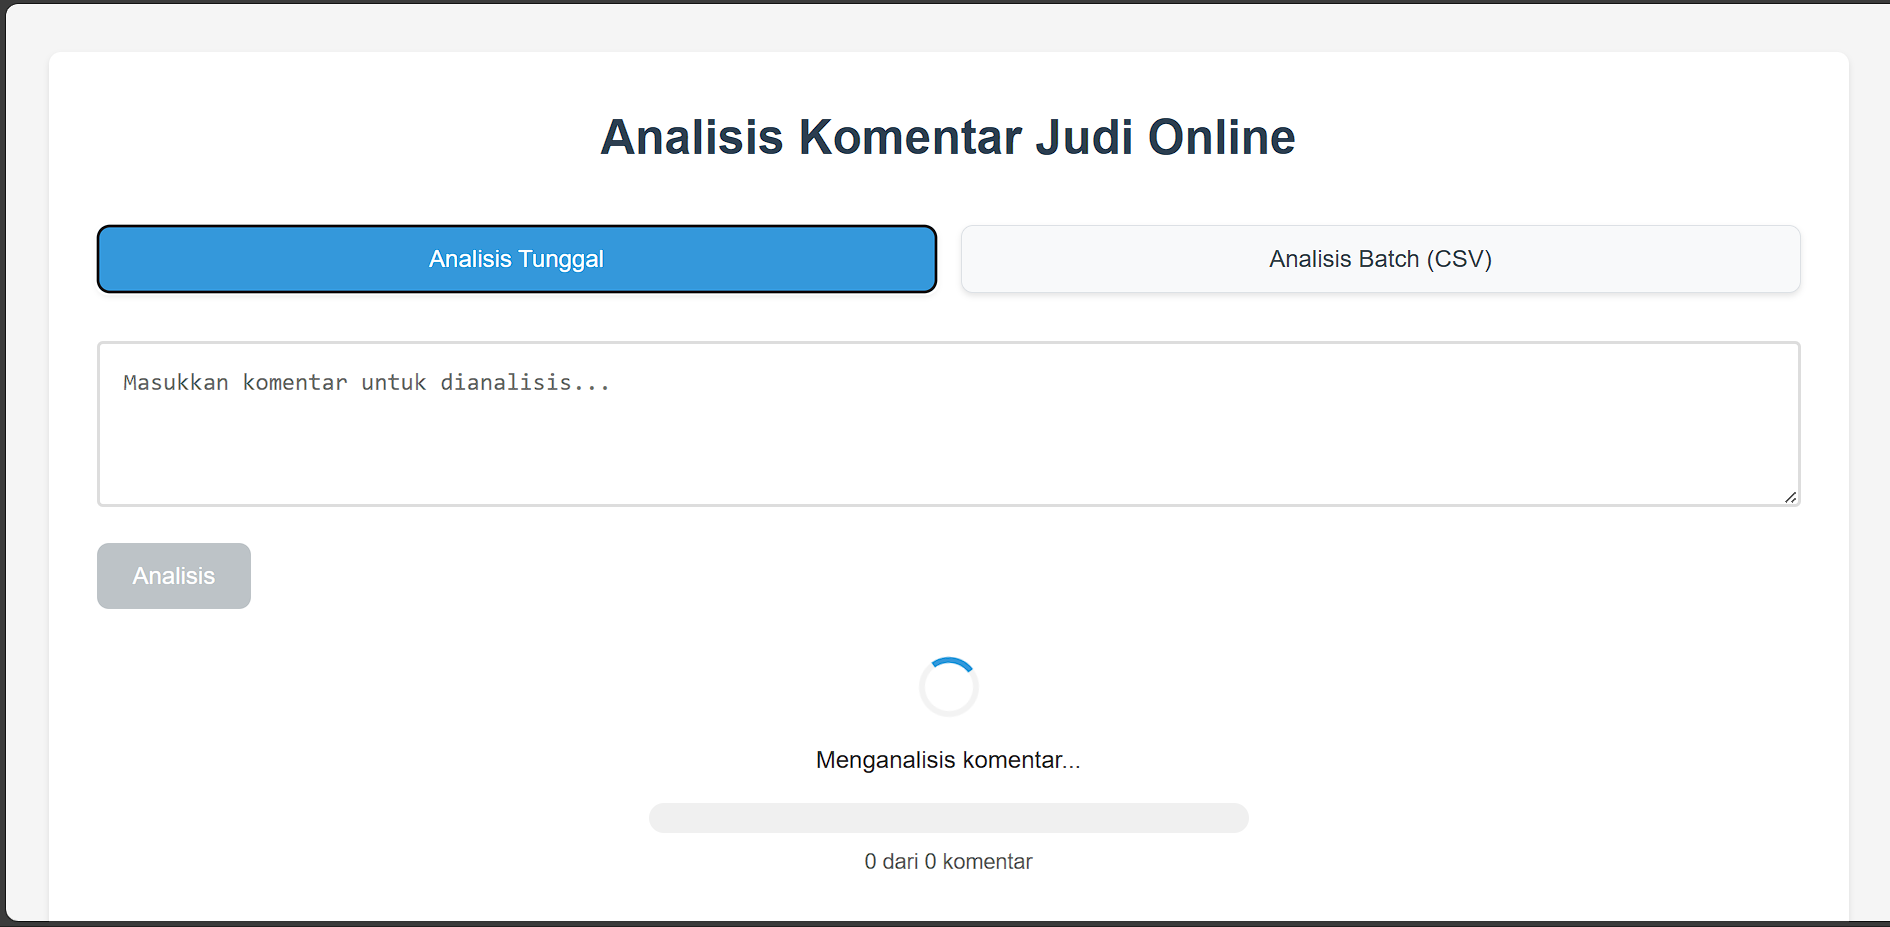 Analisis Komentar Judi Online
Analisis Tunggal
Analisis Batch (CSV)
Masukkan komentar untuk dianalisis...
Analisis
Menganalisis komentar...
0 dari 0 komentar